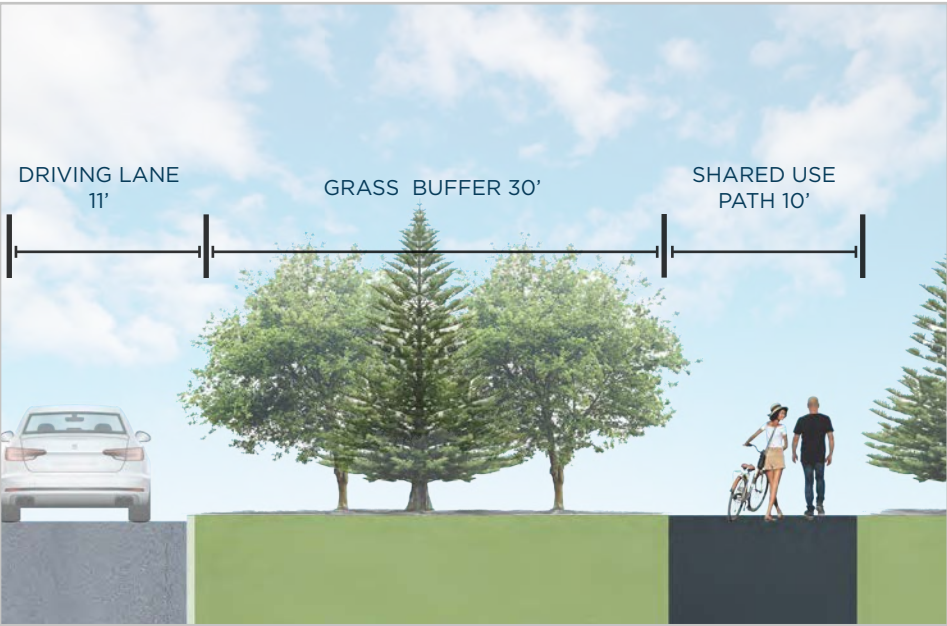 DRIVING LANE
11’
GRASS BUFFER 30’
SHARED USE
PATH 10’